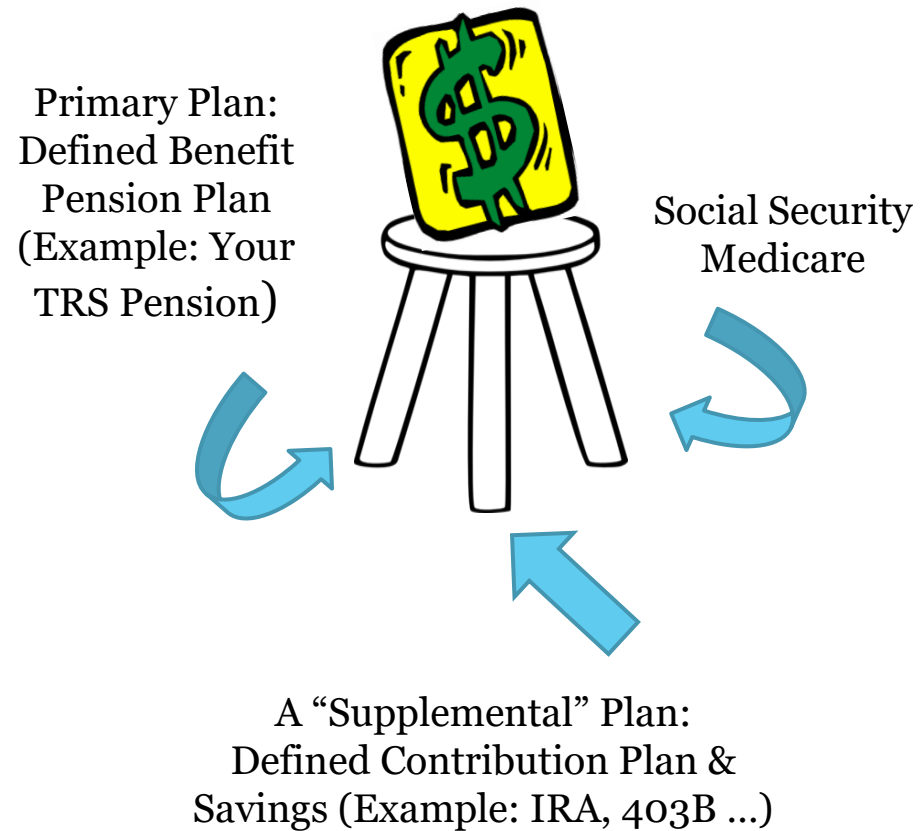 Primary Plan:
Defined Benefit
Pension Plan
(Example: Your
TRS Pension)
$
Social Security
Medicare
A “Supplemental” Plan:
Defined Contribution Plan &
Savings (Example: IRA, 403B ...)